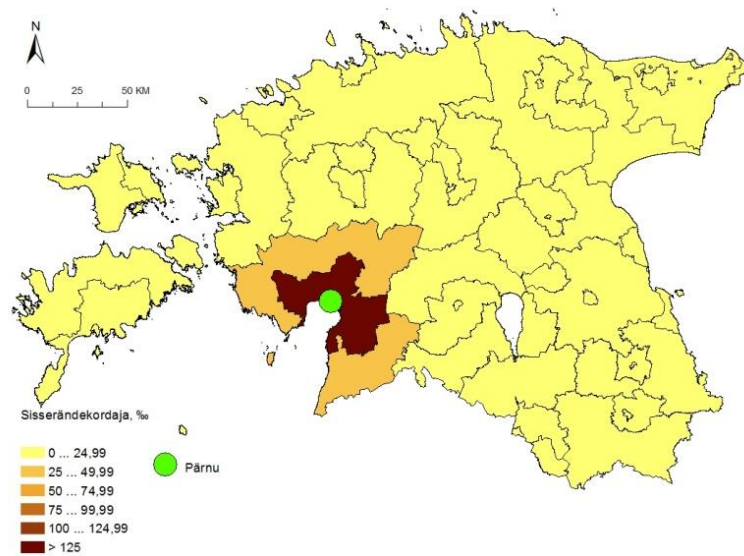 N
0 25 50 KM
Sisserändekordaja, ‰
0 ... 24,99
25 ... 49,99
50 ... 74,99
75 ... 99,99
100 ... 124,99
> 125
Pärnu